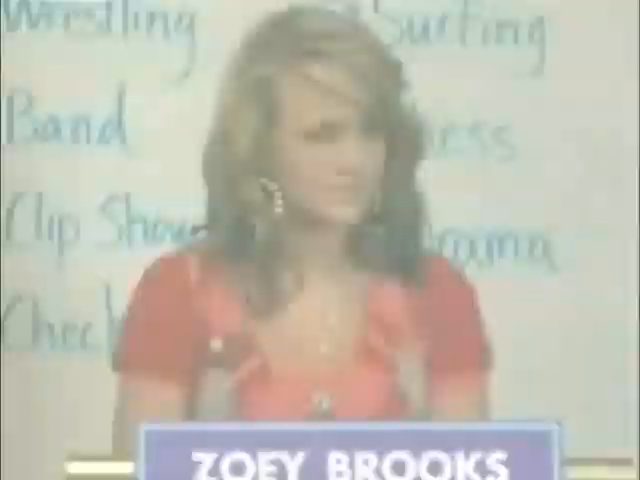 Wrestling Surfing
Band
Clip Show
Check
ZOEY BROOKS